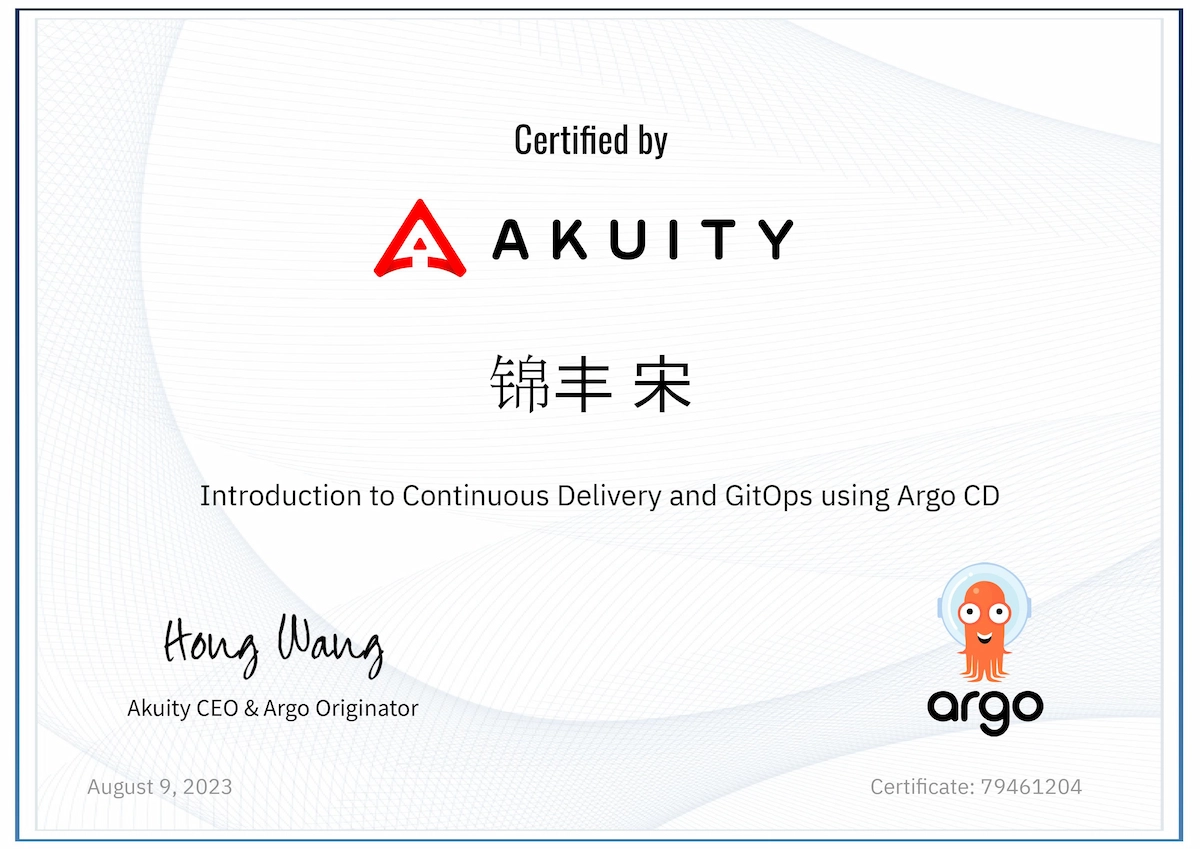 Certified by
AKUITY
锦丰 宋
Introduction to Continuous Delivery and GitOps using Argo CD
Hong Wang
Akuity CEO & Argo Originator
argo
August 9, 2023
Certificate: 79461204